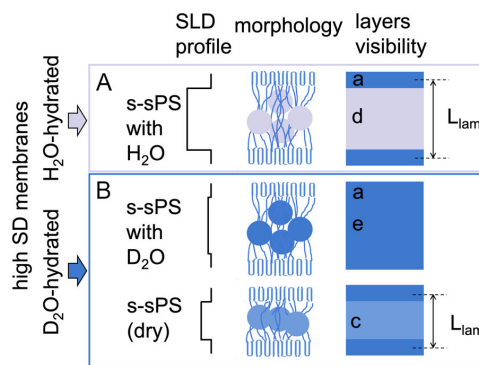 SLD profile
morphology
layers visibility
high SD membranes
H₂O-hydrated
D₂O-hydrated
A
s-sPS
with
H₂O
a
d
Lₗₐₘ
B
s-sPS
with
D₂O
a
e
s-sPS
(dry)
c
Lₗₐₘ